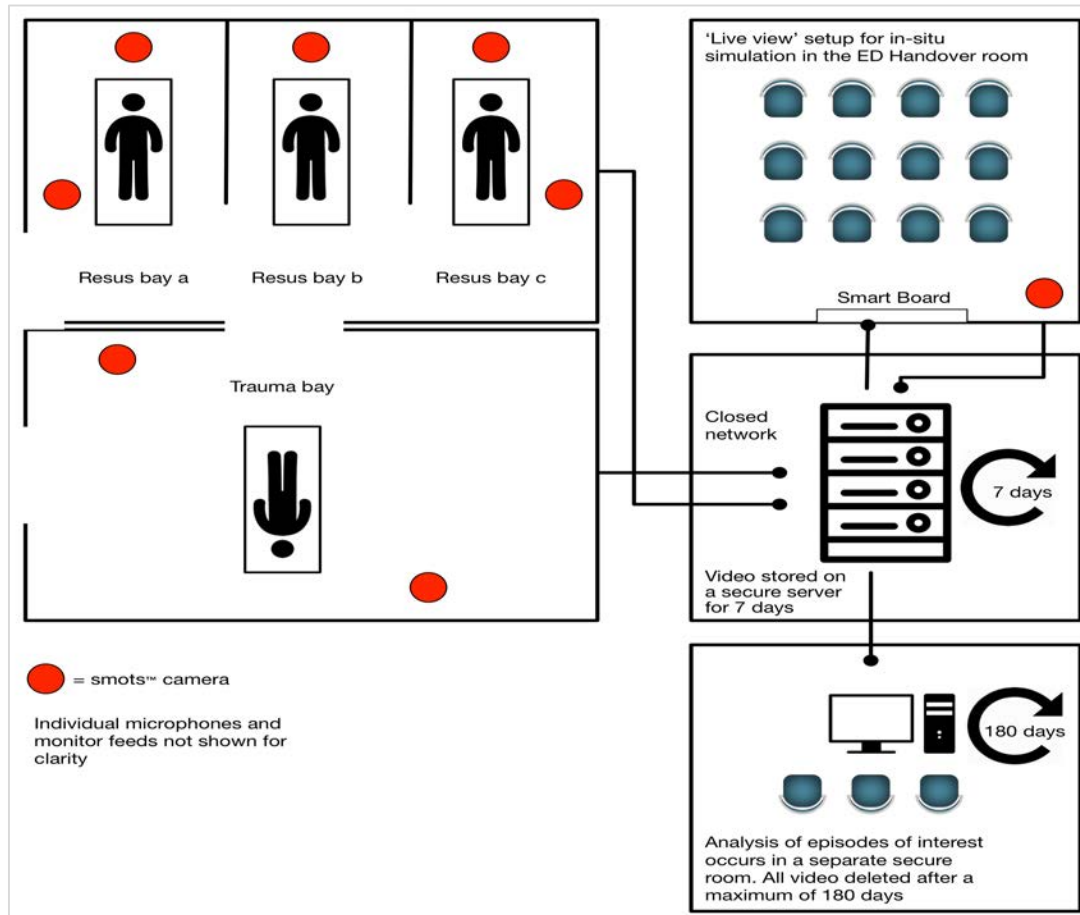 'Live view' setup for in-situ
simulation in the ED Handover room
Resus bay a
Resus bay b
Resus bay c
Smart Board
Trauma bay
Closed
network
7 days
Video stored on
a secure server
for 7 days
= smots™ camera
Individual microphones and
monitor feeds not shown for
clarity
180 days
Analysis of episodes of interest
occurs in a separate secure
room. All video deleted after a
maximum of 180 days